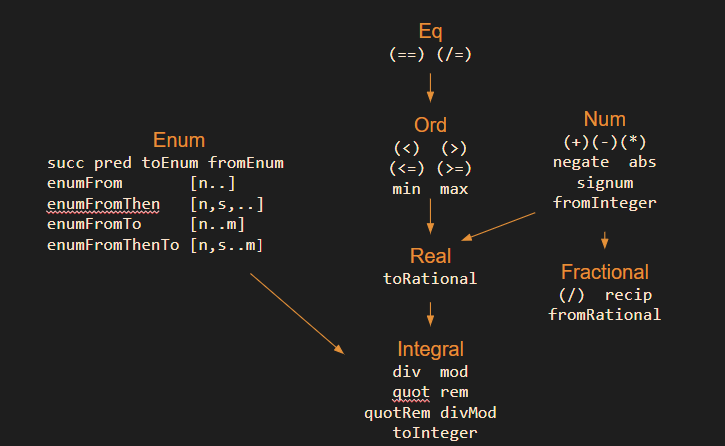 Eq
(==) (/=)
Ord
(<) (>)
(<=) (>=)
min max
Num
(+)(-)(*)
negate abs
signum
fromInteger
Enum
succ pred toEnum fromEnum
enumFrom [n..]
enumFromThen [n,s,..]
enumFromTo [n..m]
enumFromThenTo [n,s..m]
Real
toRational
Fractional
(/) recip
fromRational
Integral
div mod
quot rem
quotRem divMod
toInteger